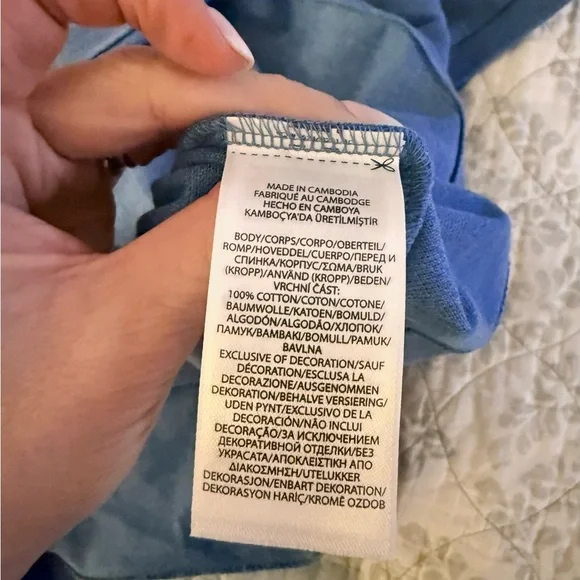 MADE IN CAMBODIA
FABRIQUÉ AU CAMBODGE
HECHO EN CAMBOYA
KAMBOÇYA'DA ÜRETİLMİŞTİR
BODY/CORPS/CORPO/OBERTEIL/
ROMP/HOVEDDEL/CUERPO/ПЕРЕД И
СПИНКА/КОРПУС/ΣΩΜΑ/BRUK
(KROPP)/ANVÄND (KROPP)/BEDEN/
VRCHNÍ ČÁST:
100% COTTON/COTON/COTONE/
BAUMWOLLE/KATOEN/BOMULD/
ALGODÓN/ALGODÃO/ХЛОПОК/
ПАМУК/ΒΑΜΒΑΚΙ/BOMULL/PAMUK/
BAVLNA
EXCLUSIVE OF DECORATION/SAUF
DÉCORATION/ESCLUSA LA
DECORAZIONE/AUSGENOMMEN
DEKORATION/BEHALVE VERSIERING/
UDEN PYNT/EXCLUSIVO DE LA
DECORACIÓN/NÃO INCLUI
DECORAÇÃO/ЗА ИСКЛЮЧЕНИЕМ
ДЕКОРАТИВНОЙ ОТДЕЛКИ/БЕЗ
УКРАСАТА/ΑΠΟΚΛΕΙΣΤΙΚΗ ΑΠΟ
ΔΙΑΚΟΣΜΗΣΗ/UTELUKKER
DEKORASJON/ENBART DEKORATION/
DEKORASYON HARİÇ/KROMĚ OZDOB